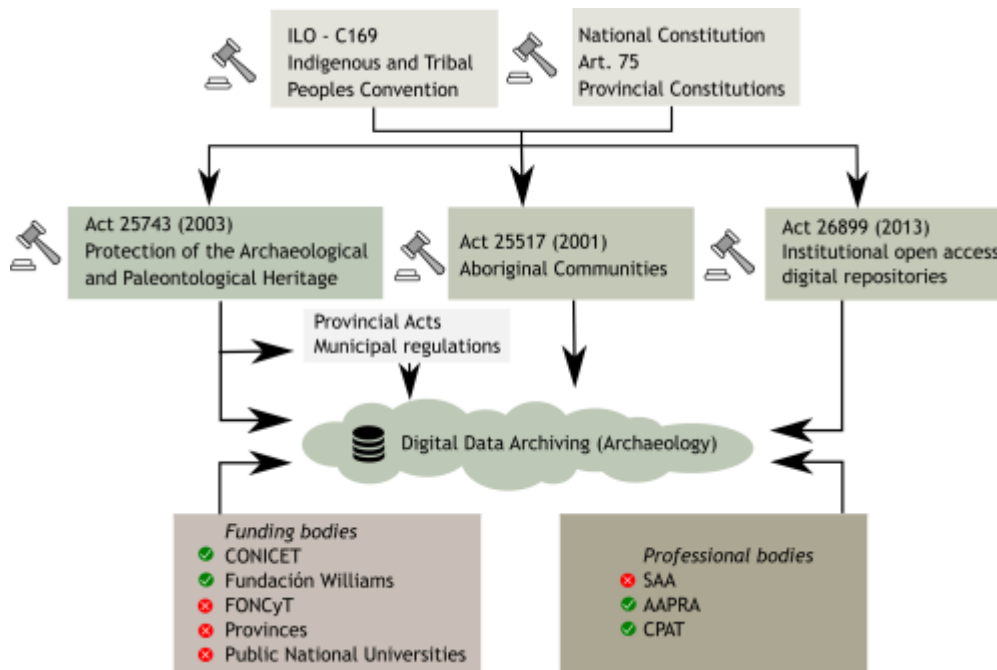 ILO - C169
Indigenous and Tribal
Peoples Convention
National Constitution
Art. 75
Provincial Constitutions
Act 25743 (2003)
Protection of the Archaeological
and Paleontological Heritage
Act 25517 (2001)
Aboriginal Communities
Act 26899 (2013)
Institutional open access
digital repositories
Provincial Acts
Municipal regulations
Digital Data Archiving (Archaeology)
Funding bodies
CONICET
Fundación Williams
FONCyT
Provinces
Public National Universities
Professional bodies
SAA
AAPRA
CPAT